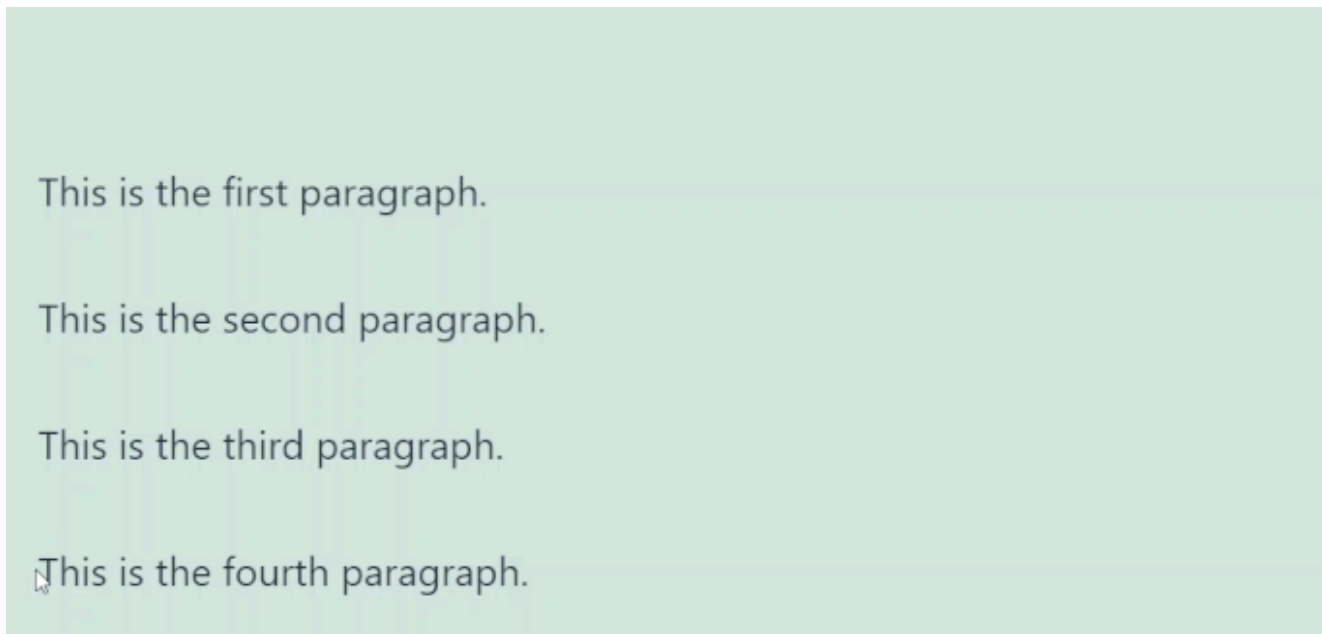 This is the first paragraph.
This is the second paragraph.
This is the third paragraph.
This is the fourth paragraph.